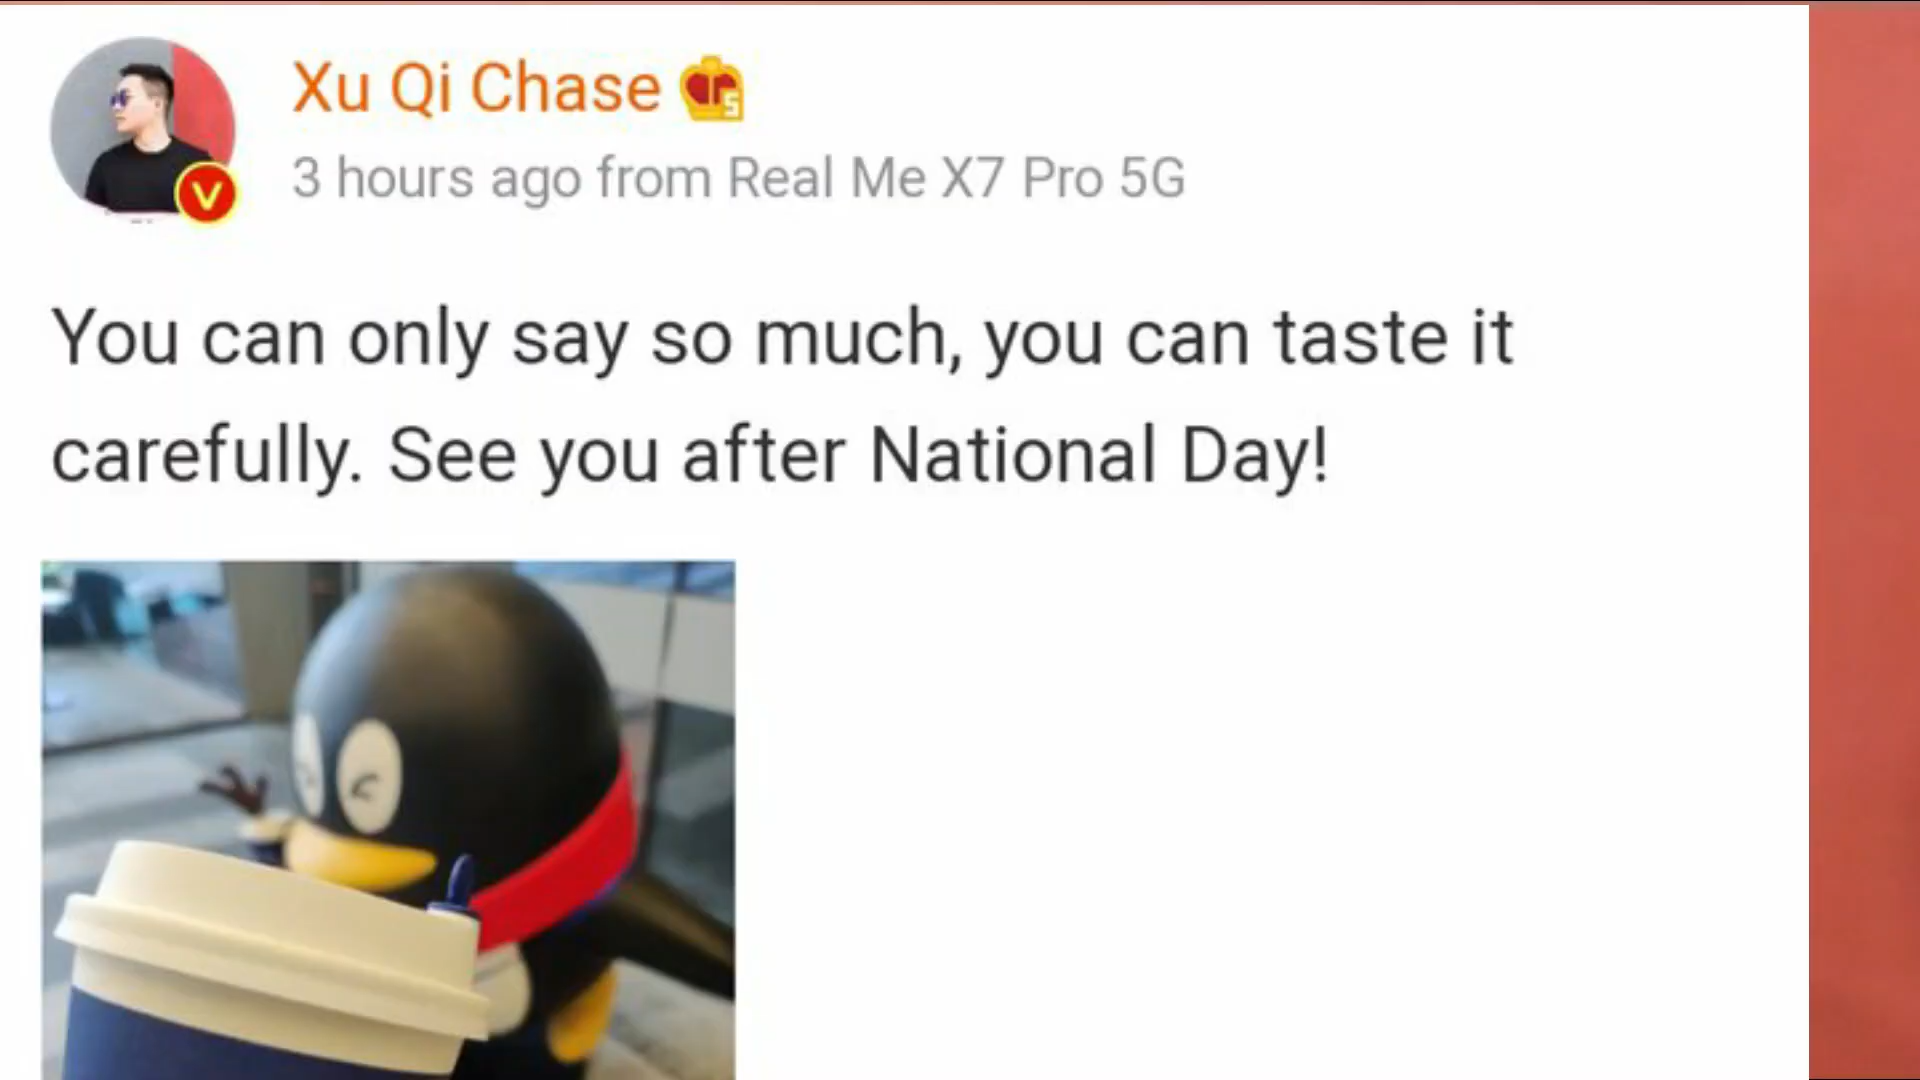 Xu Qi Chase
3 hours ago from Real Me X7 Pro 5G
You can only say so much, you can taste it
carefully. See you after National Day!